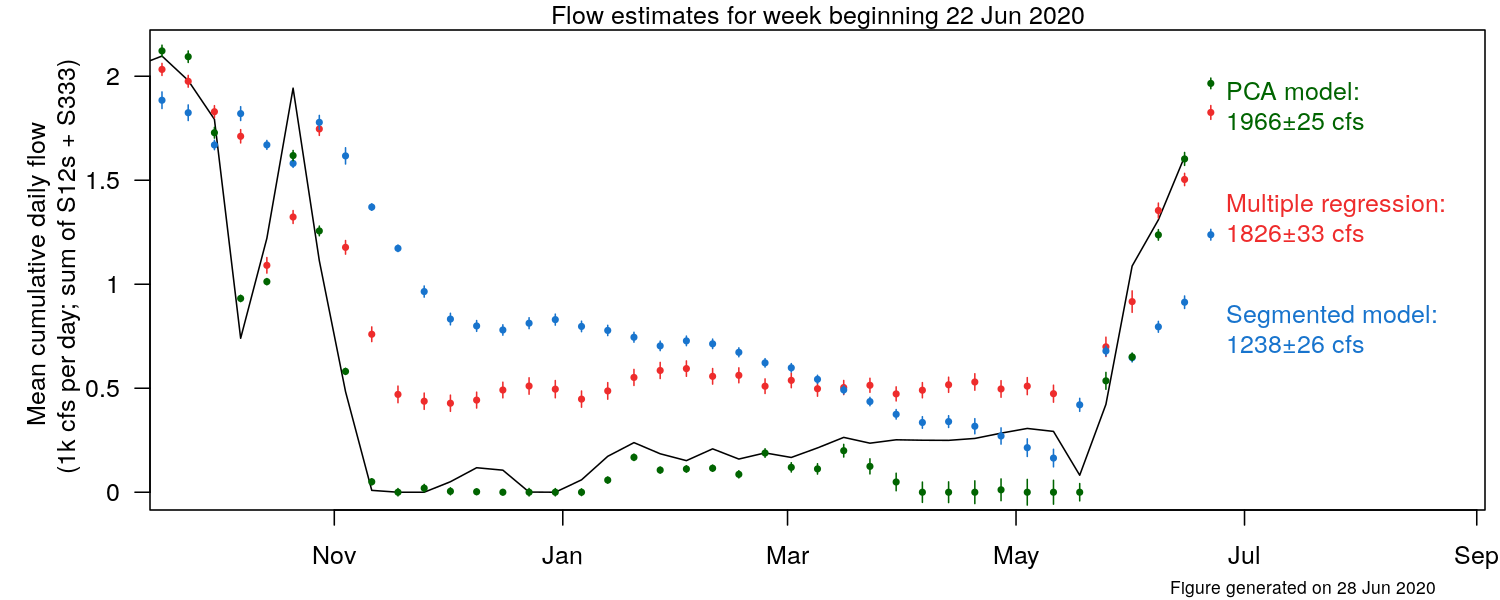 Flow estimates for week beginning 22 Jun 2020
Mean cumulative daily flow
(1k cfs per day; sum of S12s + S333)
2
1.5
1
0.5
0
Nov
Jan
Mar
May
Jul
Sep
PCA model:
1966±25 cfs
Multiple regression:
1826±33 cfs
Segmented model:
1238±26 cfs
Figure generated on 28 Jun 2020